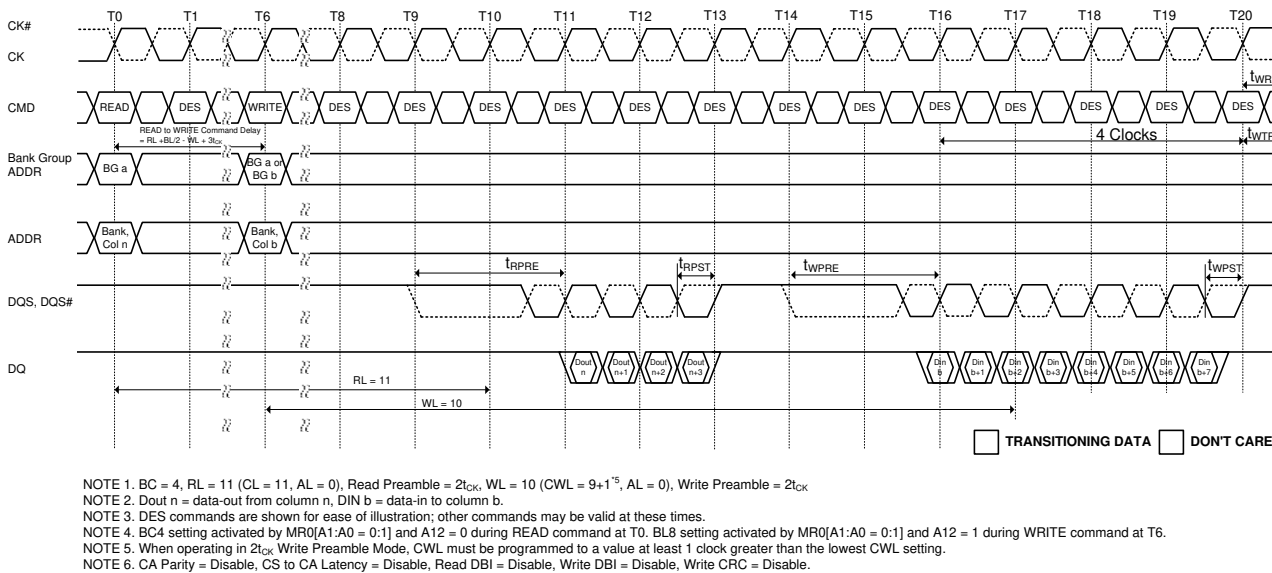 T0 T1 T6 T8 T9 T10 T11 T12 T13 T14 T15 T16 T17 T18 T19 T20
CK#
CK
tWR
CMD READ DES WRITE DES DES DES DES DES DES DES DES DES DES DES DES DES
READ to WRITE Command Delay
= RL +BL/2 - WL + 3tCK
4 Clocks
tWTR
Bank Group
ADDR
BG a
BG a or
BG b
ADDR
Bank,
Col n
Bank,
Col b
tRPRE tRPST tWPRE tWPST
DQS, DQS#
DQ
Dout
n
Dout
n+1
Dout
n+2
Dout
n+3
Din
b
Din
b+1
Din
b+2
Din
b+3
Din
b+4
Din
b+5
Din
b+6
Din
b+7
RL = 11
WL = 10
TRANSITIONING DATA DON'T CARE
NOTE 1. BC = 4, RL = 11 (CL = 11, AL = 0), Read Preamble = 2tCK, WL = 10 (CWL = 9+1*5, AL = 0), Write Preamble = 2tCK
NOTE 2. Dout n = data-out from column n, DIN b = data-in to column b.
NOTE 3. DES commands are shown for ease of illustration; other commands may be valid at these times.
NOTE 4. BC4 setting activated by MR0[A1:A0 = 0:1] and A12 = 0 during READ command at T0. BL8 setting activated by MR0[A1:A0 = 0:1] and A12 = 1 during WRITE command at T6.
NOTE 5. When operating in 2tCK Write Preamble Mode, CWL must be programmed to a value at least 1 clock greater than the lowest CWL setting.
NOTE 6. CA Parity = Disable, CS to CA Latency = Disable, Read DBI = Disable, Write DBI = Disable, Write CRC = Disable.